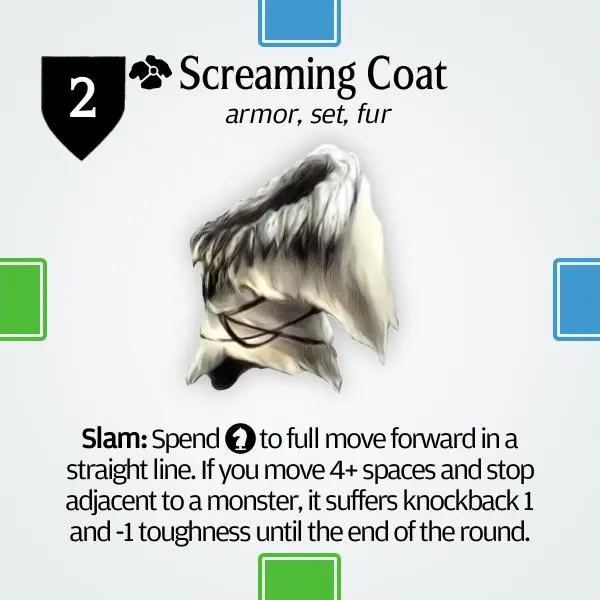 2
Screaming Coat
armor, set, fur
Slam: Spend to full move forward in a
straight line. If you move 4+ spaces and stop
adjacent to a monster, it suffers knockback 1
and -1 toughness until the end of the round.